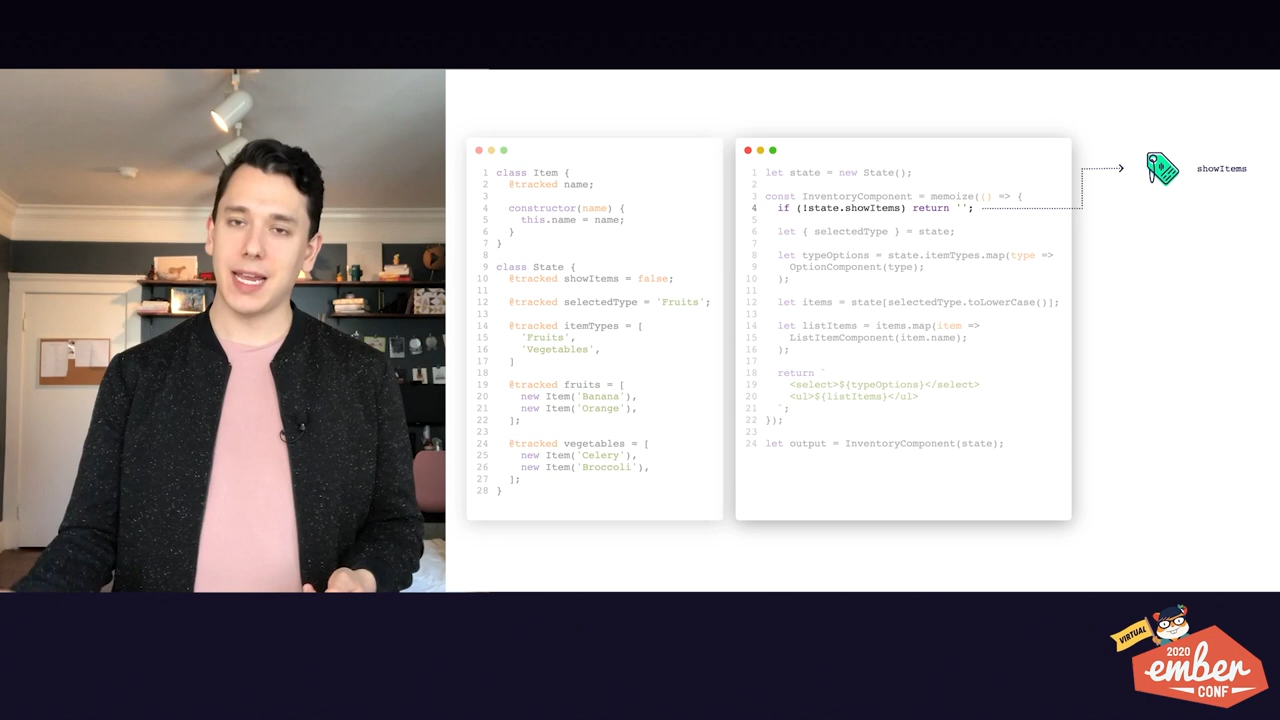 1 class Item {
2   @tracked name;
3
4   constructor(name) {
5     this.name = name;
6   }
7 }
8
9 class State {
10   @tracked showItems = false;
11
12   @tracked selectedType = 'Fruits';
13
14   @tracked itemTypes = [
15     'Fruits',
16     'Vegetables',
17   ]
18
19   @tracked fruits = [
20     new Item('Banana'),
21     new Item('Orange'),
22   ];
23
24   @tracked vegetables = [
25     new Item('Celery'),
26     new Item('Broccoli'),
27   ];
28 }
1 let state = new State();
2
3 const InventoryComponent = memoize(() => {
4   if (!state.showItems) return '';
5
6   let { selectedType } = state;
7
8   let typeOptions = state.itemTypes.map(type =>
9     OptionComponent(type);
10   );
11
12   let items = state[selectedType.toLowerCase()];
13
14   let listItems = items.map(item =>
15     ListItemComponent(item.name);
16   );
17
18   return `
19     <select>${typeOptions}</select>
20     <ul>${listItems}</ul>
21   `;
22 });
23
24 let output = InventoryComponent(state);
showItems
VIRTUAL
2020
ember
CONF